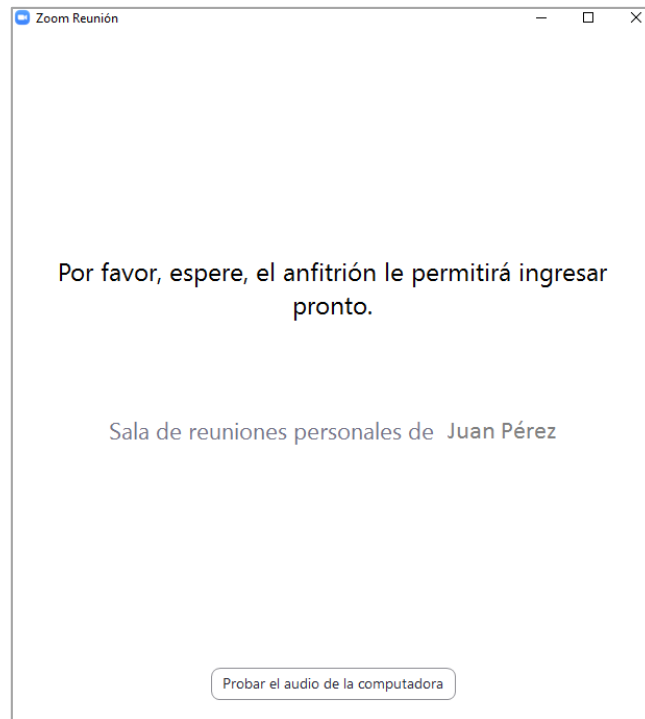 Zoom Reunión
Por favor, espere, el anfitrión le permitirá ingresar
pronto.
Sala de reuniones personales de Juan Pérez
Probar el audio de la computadora